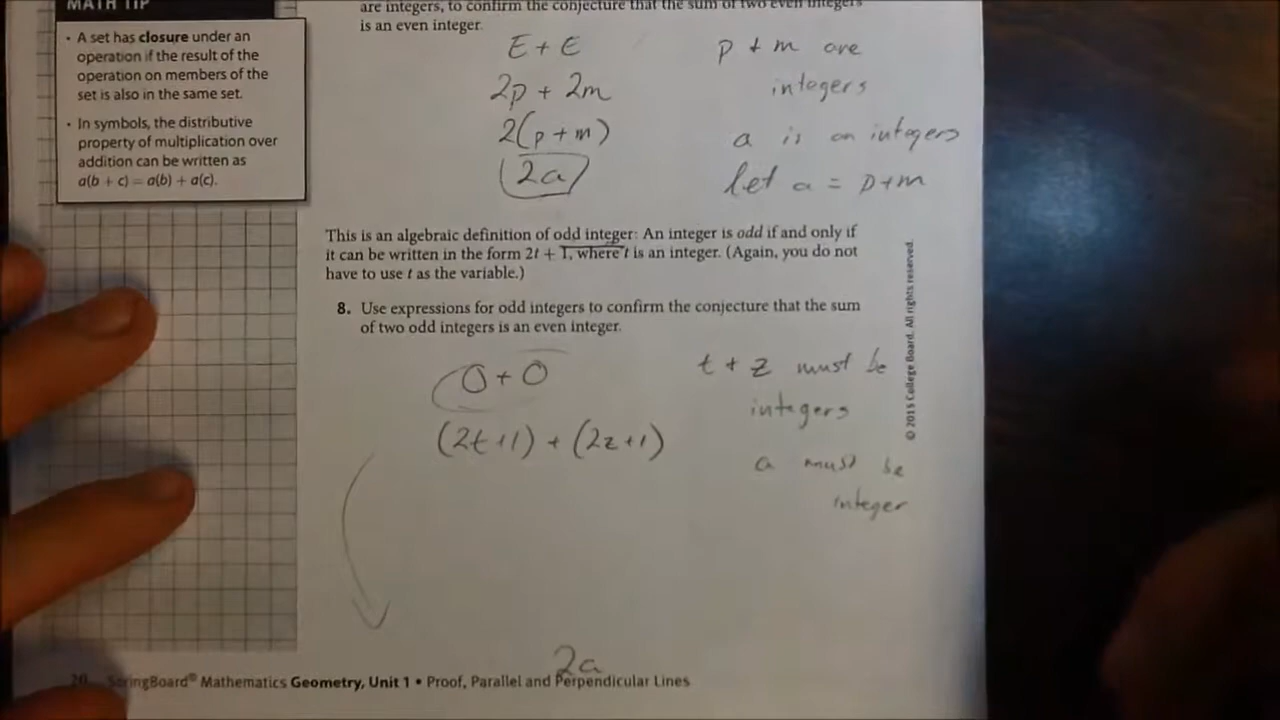 MATH TIP
• A set has closure under an
operation if the result of the
operation on members of the
set is also in the same set.
• In symbols, the distributive
property of multiplication over
addition can be written as
a(b + c) = a(b) + a(c).
are integers, to confirm the conjecture that the sum of two even integers
is an even integer.
E + E
2p + 2m
2(p+m)
2a
p + m are
integers
a is an integers
let a = p+m
This is an algebraic definition of odd integer: An integer is odd if and only if
it can be written in the form 2t + 1, where t is an integer. (Again, you do not
have to use t as the variable.)
8. Use expressions for odd integers to confirm the conjecture that the sum
of two odd integers is an even integer.
O + O
(2t+1) + (2z+1)
t + z must be
integers
a must be
integer
2a
© 2015 College Board. All rights reserved.
20 SpringBoard® Mathematics Geometry, Unit 1 • Proof, Parallel and Perpendicular Lines